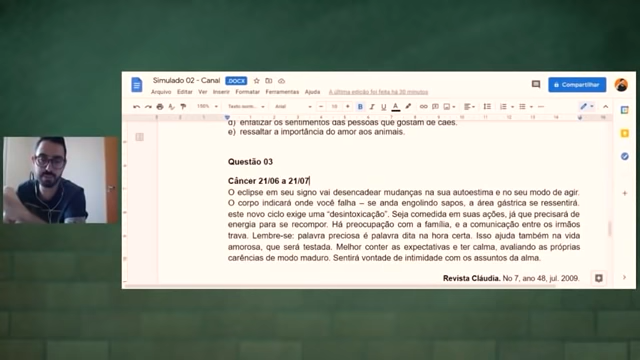 Simulado 02 - Canal .DOCX
Arquivo Editar Ver Inserir Formatar Ferramentas Ajuda A última edição foi feita há 30 minutos
Compartilhar
150% Texto norm... Arial 10
d) enfatizar os sentimentos das pessoas que gostam de cães.
e) ressaltar a importância do amor aos animais.
Questão 03
Câncer 21/06 a 21/07
O eclipse em seu signo vai desencadear mudanças na sua autoestima e no seu modo de agir.
O corpo indicará onde você falha – se anda engolindo sapos, a área gástrica se ressentirá.
este novo ciclo exige uma “desintoxicação”. Seja comedida em suas ações, já que precisará de
energia para se recompor. Há preocupação com a família, e a comunicação entre os irmãos
trava. Lembre-se: palavra preciosa é palavra dita na hora certa. Isso ajuda também na vida
amorosa, que será testada. Melhor conter as expectativas e ter calma, avaliando as próprias
carências de modo maduro. Sentirá vontade de intimidade com os assuntos da alma.
Revista Cláudia. No 7, ano 48, jul. 2009.